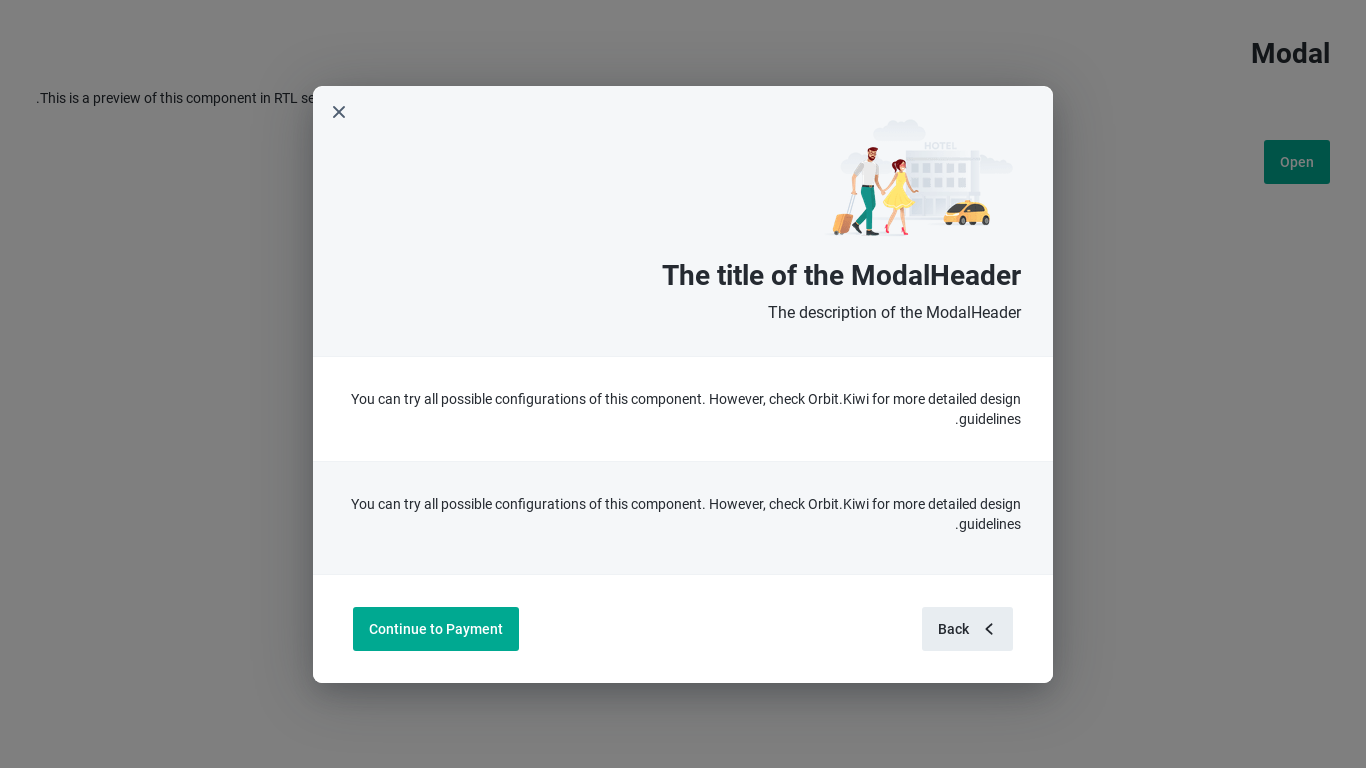 Modal
.This is a preview of this component in RTL
Open
HOTEL
The title of the ModalHeader
The description of the ModalHeader
You can try all possible configurations of this component. However, check Orbit.Kiwi for more detailed design
.guidelines
You can try all possible configurations of this component. However, check Orbit.Kiwi for more detailed design
.guidelines
Continue to Payment
Back